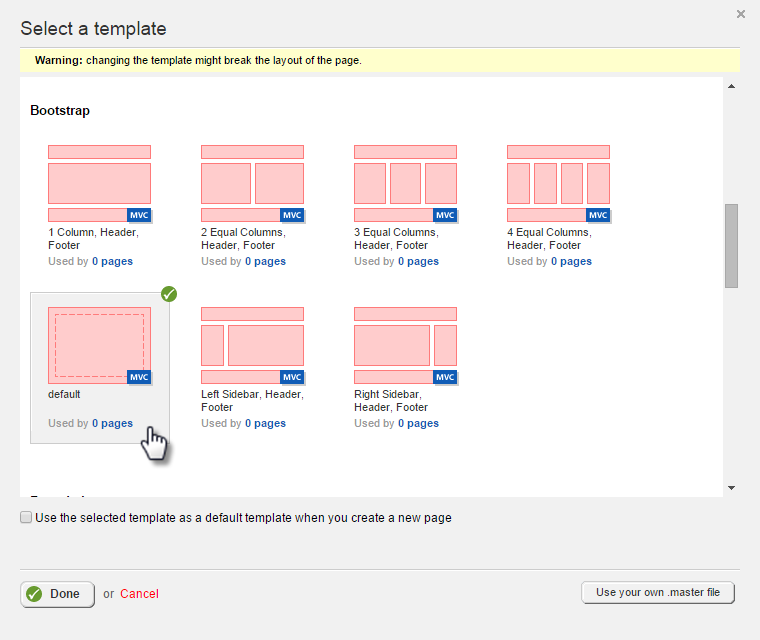 Select a template
Warning: changing the template might break the layout of the page.
Bootstrap
MVC
MVC
MVC
MVC
1 Column, Header,
Footer
Used by 0 pages
2 Equal Columns,
Header, Footer
Used by 0 pages
3 Equal Columns,
Header, Footer
Used by 0 pages
4 Equal Columns,
Header, Footer
Used by 0 pages
MVC
MVC
MVC
default
Used by 0 pages
Left Sidebar, Header,
Footer
Used by 0 pages
Right Sidebar,
Header, Footer
Used by 0 pages
Use the selected template as a default template when you create a new page
Done or Cancel
Use your own .master file